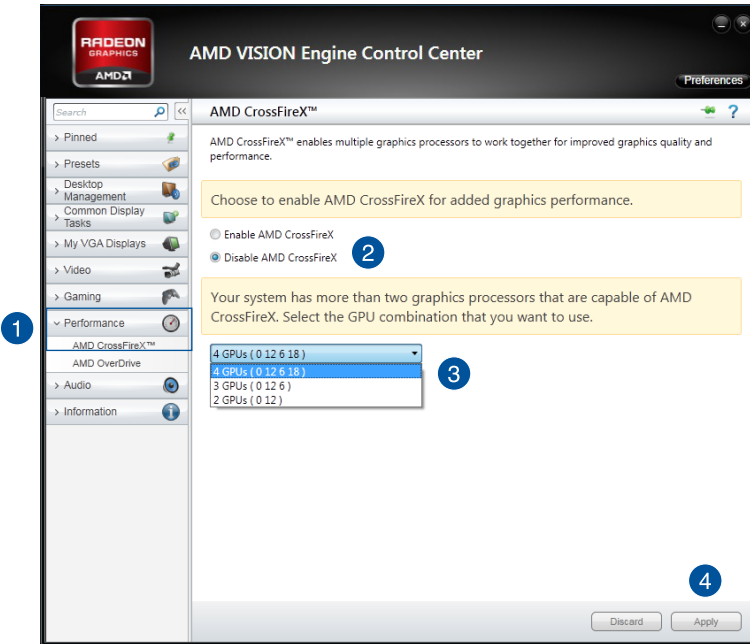 RADEON
GRAPHICS
AMD
AMD VISION Engine Control Center
Preferences
Search
<<
AMD CrossFireX™
?
Pinned
Presets
Desktop
Management
Common Display
Tasks
My VGA Displays
Video
Gaming
1
Performance
AMD CrossFireX™
AMD OverDrive
Audio
Information
AMD CrossFireX™ enables multiple graphics processors to work together for improved graphics quality and
performance.
Choose to enable AMD CrossFireX for added graphics performance.
Enable AMD CrossFireX
Disable AMD CrossFireX
2
Your system has more than two graphics processors that are capable of AMD
CrossFireX. Select the GPU combination that you want to use.
4 GPUs ( 0 12 6 18 )
4 GPUs ( 0 12 6 18 )
3 GPUs ( 0 12 6 )
2 GPUs ( 0 12 )
3
4
Discard
Apply